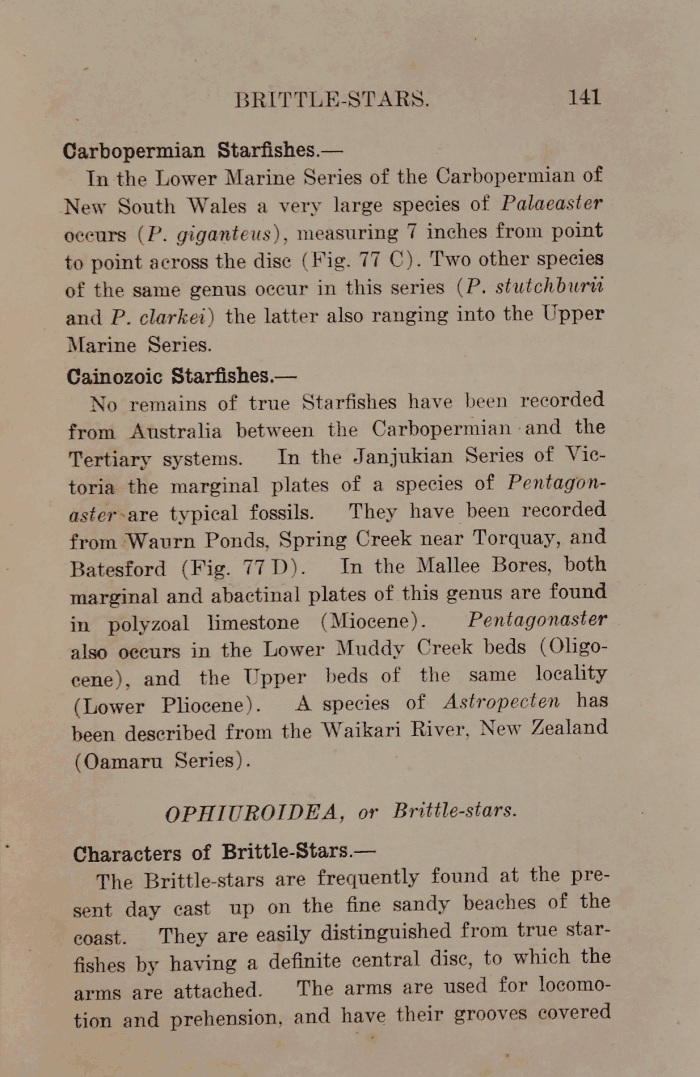 BRITTLE-STARS. 141
Carbopermian Starfishes.—
In the Lower Marine Series of the Carbopermian of
New South Wales a very large species of Palaeaster
occurs (P. giganteus), measuring 7 inches from point
to point across the disc (Fig. 77 C). Two other species
of the same genus occur in this series (P. stutchburii
and P. clarkei) the latter also ranging into the Upper
Marine Series.
Cainozoic Starfishes.—
No remains of true Starfishes have been recorded
from Australia between the Carbopermian and the
Tertiary systems. In the Janjukian Series of Vic-
toria the marginal plates of a species of Pentagon-
aster are typical fossils. They have been recorded
from Waurn Ponds, Spring Creek near Torquay, and
Batesford (Fig. 77 D). In the Mallee Bores, both
marginal and abactinal plates of this genus are found
in polyzoal limestone (Miocene). Pentagonaster
also occurs in the Lower Muddy Creek beds (Oligo-
cene), and the Upper beds of the same locality
(Lower Pliocene). A species of Astropecten has
been described from the Waikari River, New Zealand
(Oamaru Series).
OPHIUROIDEA, or Brittle-stars.
Characters of Brittle-Stars.—
The Brittle-stars are frequently found at the pre-
sent day cast up on the fine sandy beaches of the
coast. They are easily distinguished from true star-
fishes by having a definite central disc, to which the
arms are attached. The arms are used for locomo-
tion and prehension, and have their grooves covered